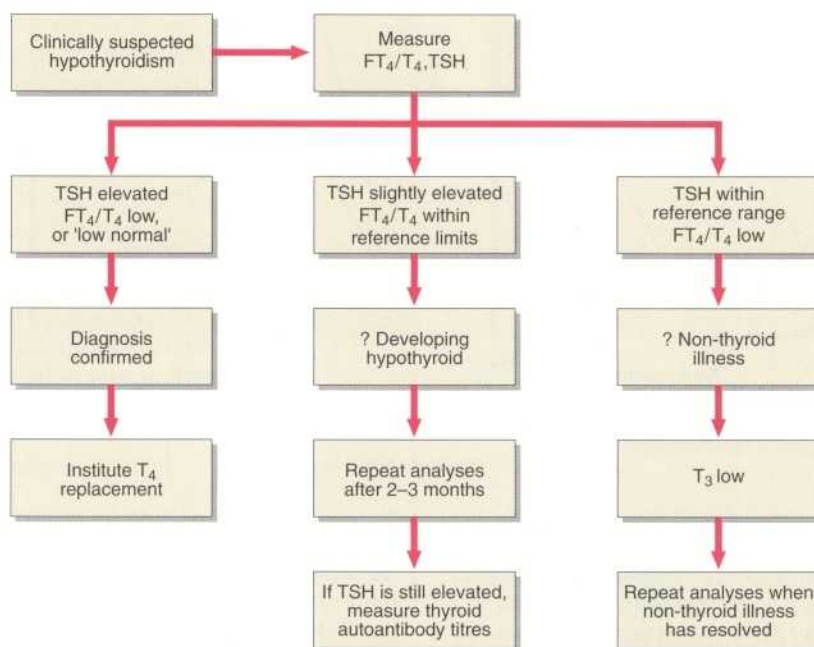 Clinically suspected
hypothyroidism
Measure
FT₄/T₄,TSH
TSH elevated
FT₄/T₄ low,
or 'low normal'
TSH slightly elevated
FT₄/T₄ within
reference limits
TSH within
reference range
FT₄/T₄ low
Diagnosis
confirmed
? Developing
hypothyroid
? Non-thyroid
illness
Institute T₄
replacement
Repeat analyses
after 2–3 months
T₃ low
If TSH is still elevated,
measure thyroid
autoantibody titres
Repeat analyses when
non-thyroid illness
has resolved